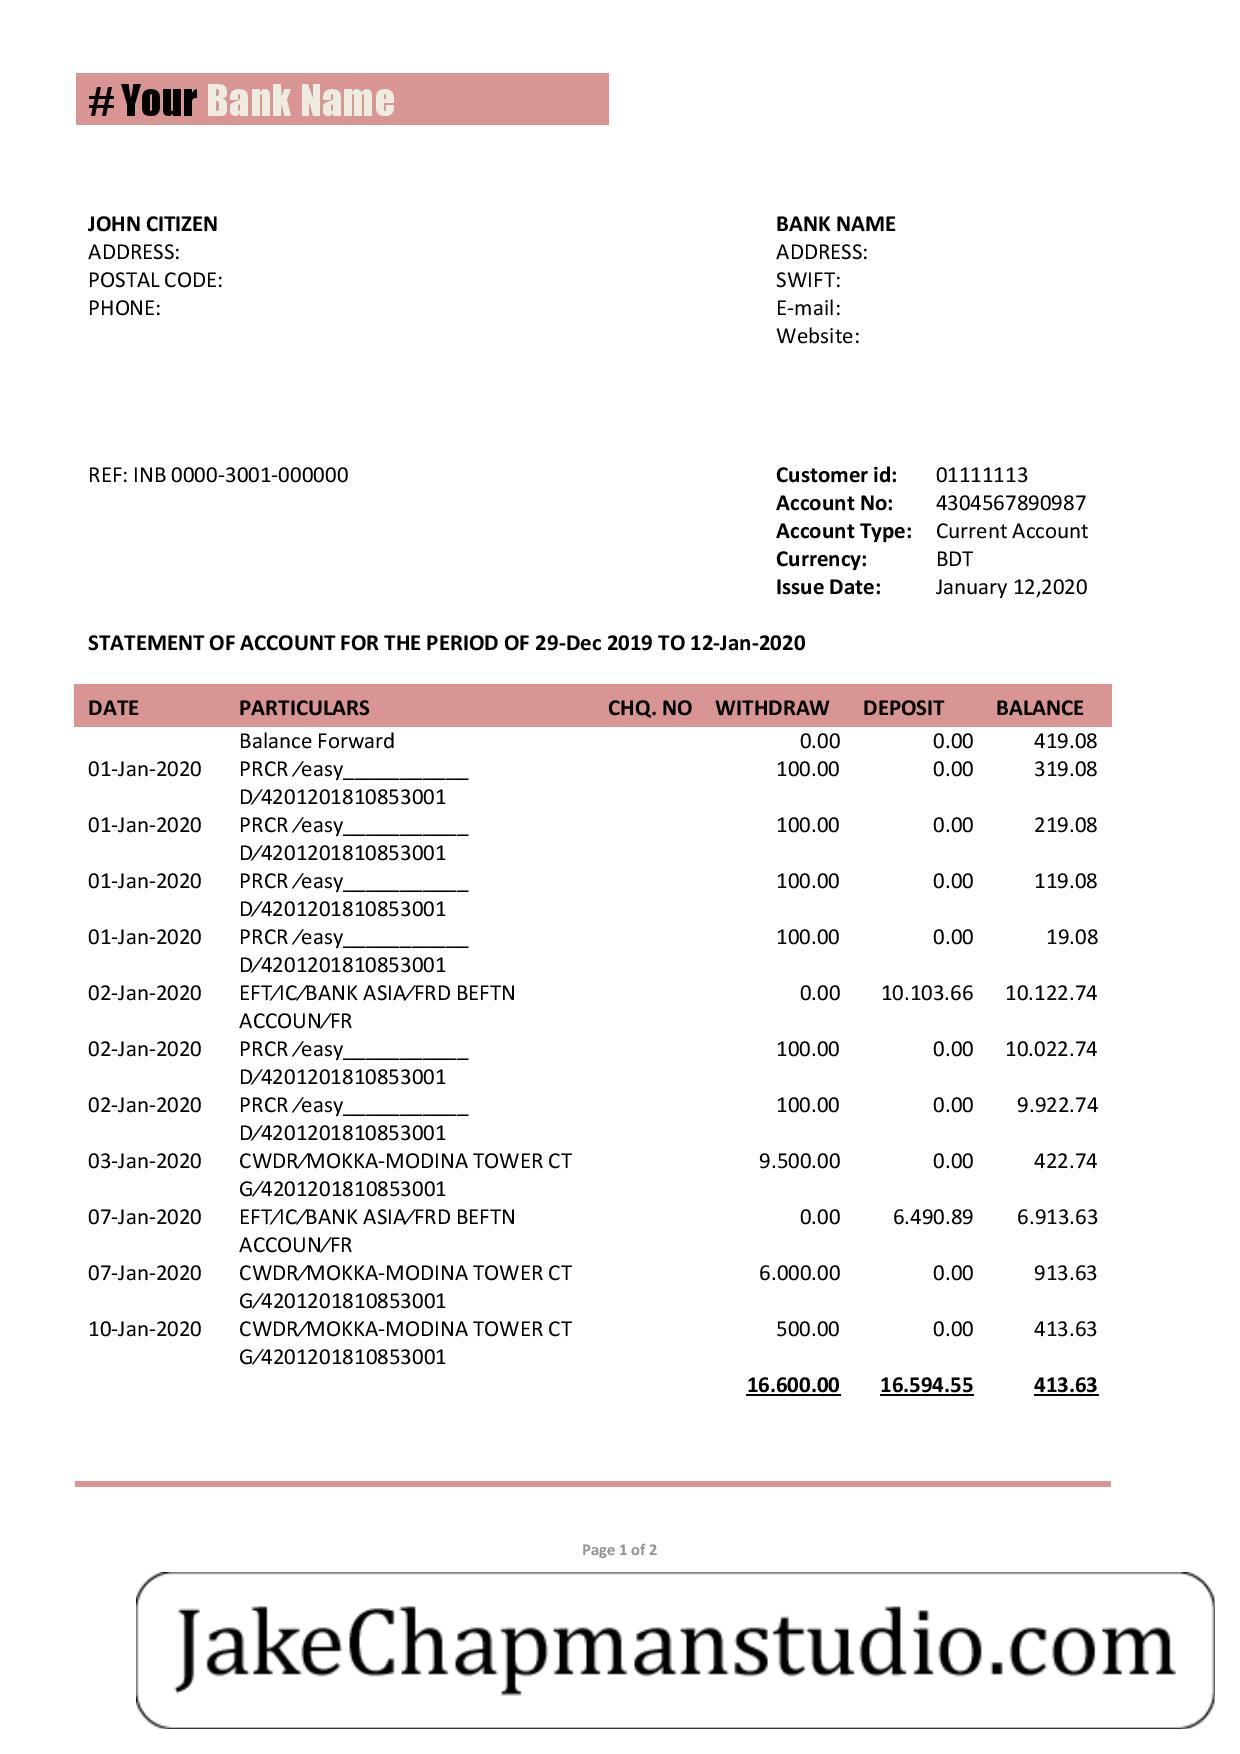 # Your Bank Name
JOHN CITIZEN
ADDRESS:
POSTAL CODE:
PHONE:
BANK NAME
ADDRESS:
SWIFT:
E-mail:
Website:
REF: INB 0000-3001-000000
Customer id: 01111113
Account No: 4304567890987
Account Type: Current Account
Currency: BDT
Issue Date: January 12,2020
STATEMENT OF ACCOUNT FOR THE PERIOD OF 29-Dec 2019 TO 12-Jan-2020
DATE PARTICULARS CHQ. NO WITHDRAW DEPOSIT BALANCE
Balance Forward 0.00 0.00 419.08
01-Jan-2020 PRCR ⁄easy___________ 100.00 0.00 319.08
D⁄4201201810853001
01-Jan-2020 PRCR ⁄easy___________ 100.00 0.00 219.08
D⁄4201201810853001
01-Jan-2020 PRCR ⁄easy___________ 100.00 0.00 119.08
D⁄4201201810853001
01-Jan-2020 PRCR ⁄easy___________ 100.00 0.00 19.08
D⁄4201201810853001
02-Jan-2020 EFT⁄IC⁄BANK ASIA⁄FRD BEFTN 0.00 10.103.66 10.122.74
ACCOUN⁄FR
02-Jan-2020 PRCR ⁄easy___________ 100.00 0.00 10.022.74
D⁄4201201810853001
02-Jan-2020 PRCR ⁄easy___________ 100.00 0.00 9.922.74
D⁄4201201810853001
03-Jan-2020 CWDR⁄MOKKA-MODINA TOWER CT 9.500.00 0.00 422.74
G⁄4201201810853001
07-Jan-2020 EFT⁄IC⁄BANK ASIA⁄FRD BEFTN 0.00 6.490.89 6.913.63
ACCOUN⁄FR
07-Jan-2020 CWDR⁄MOKKA-MODINA TOWER CT 6.000.00 0.00 913.63
G⁄4201201810853001
10-Jan-2020 CWDR⁄MOKKA-MODINA TOWER CT 500.00 0.00 413.63
G⁄4201201810853001
16.600.00 16.594.55 413.63
Page 1 of 2
JakeChapmanstudio.com